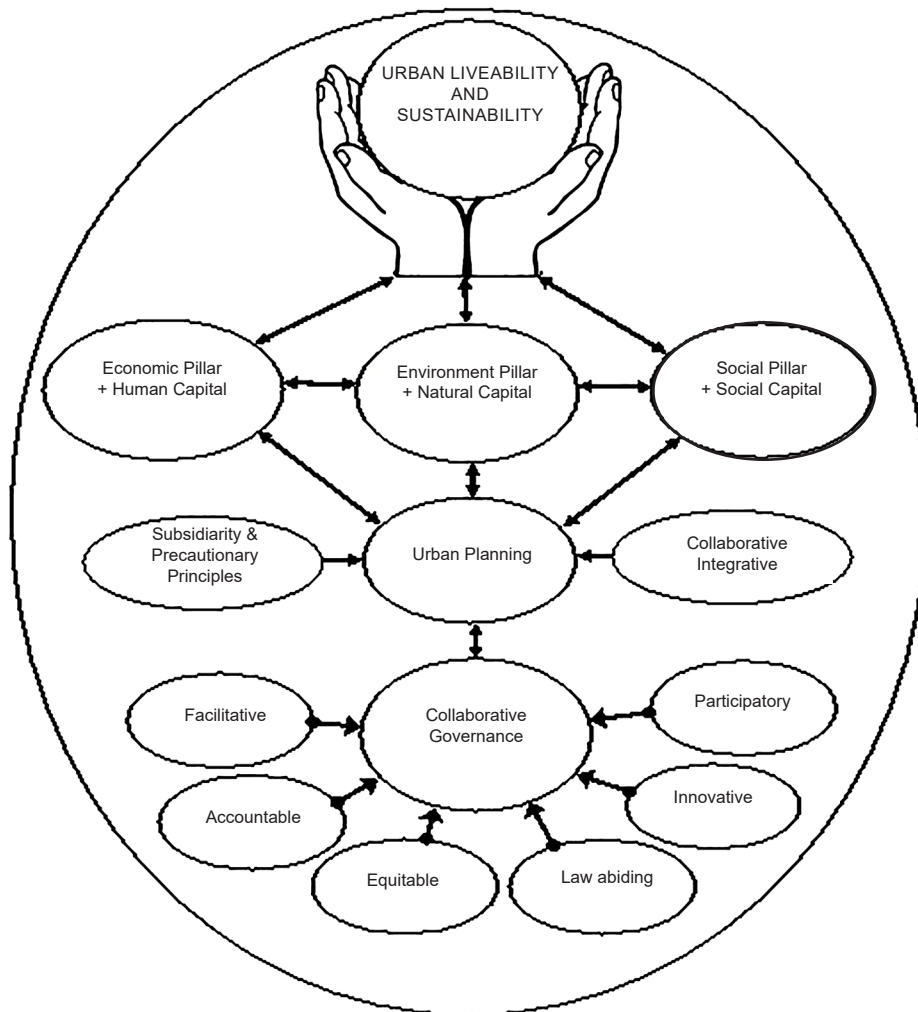 URBAN LIVEABILITY
AND
SUSTAINABILITY
Economic Pillar
+ Human Capital
Environment Pillar
+ Natural Capital
Social Pillar
+ Social Capital
Subsidiarity &
Precautionary
Principles
Urban Planning
Collaborative
Integrative
Facilitative
Collaborative
Governance
Participatory
Accountable
Innovative
Equitable
Law abiding